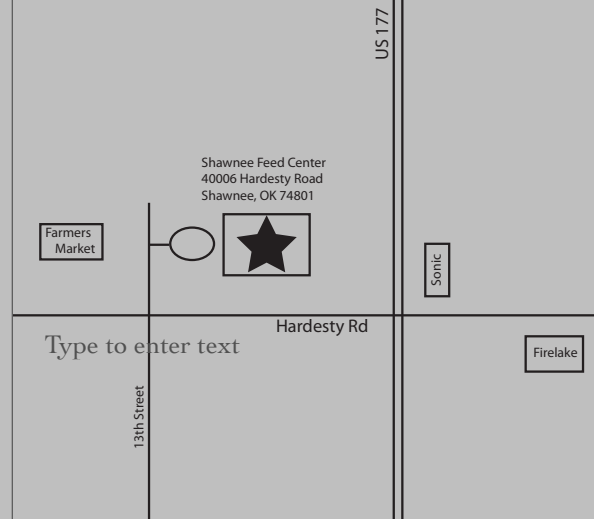 US 177
Shawnee Feed Center
40006 Hardesty Road
Shawnee, OK 74801
Farmers
Market
Sonic
Hardesty Rd
Type to enter text
Firelake
13th Street